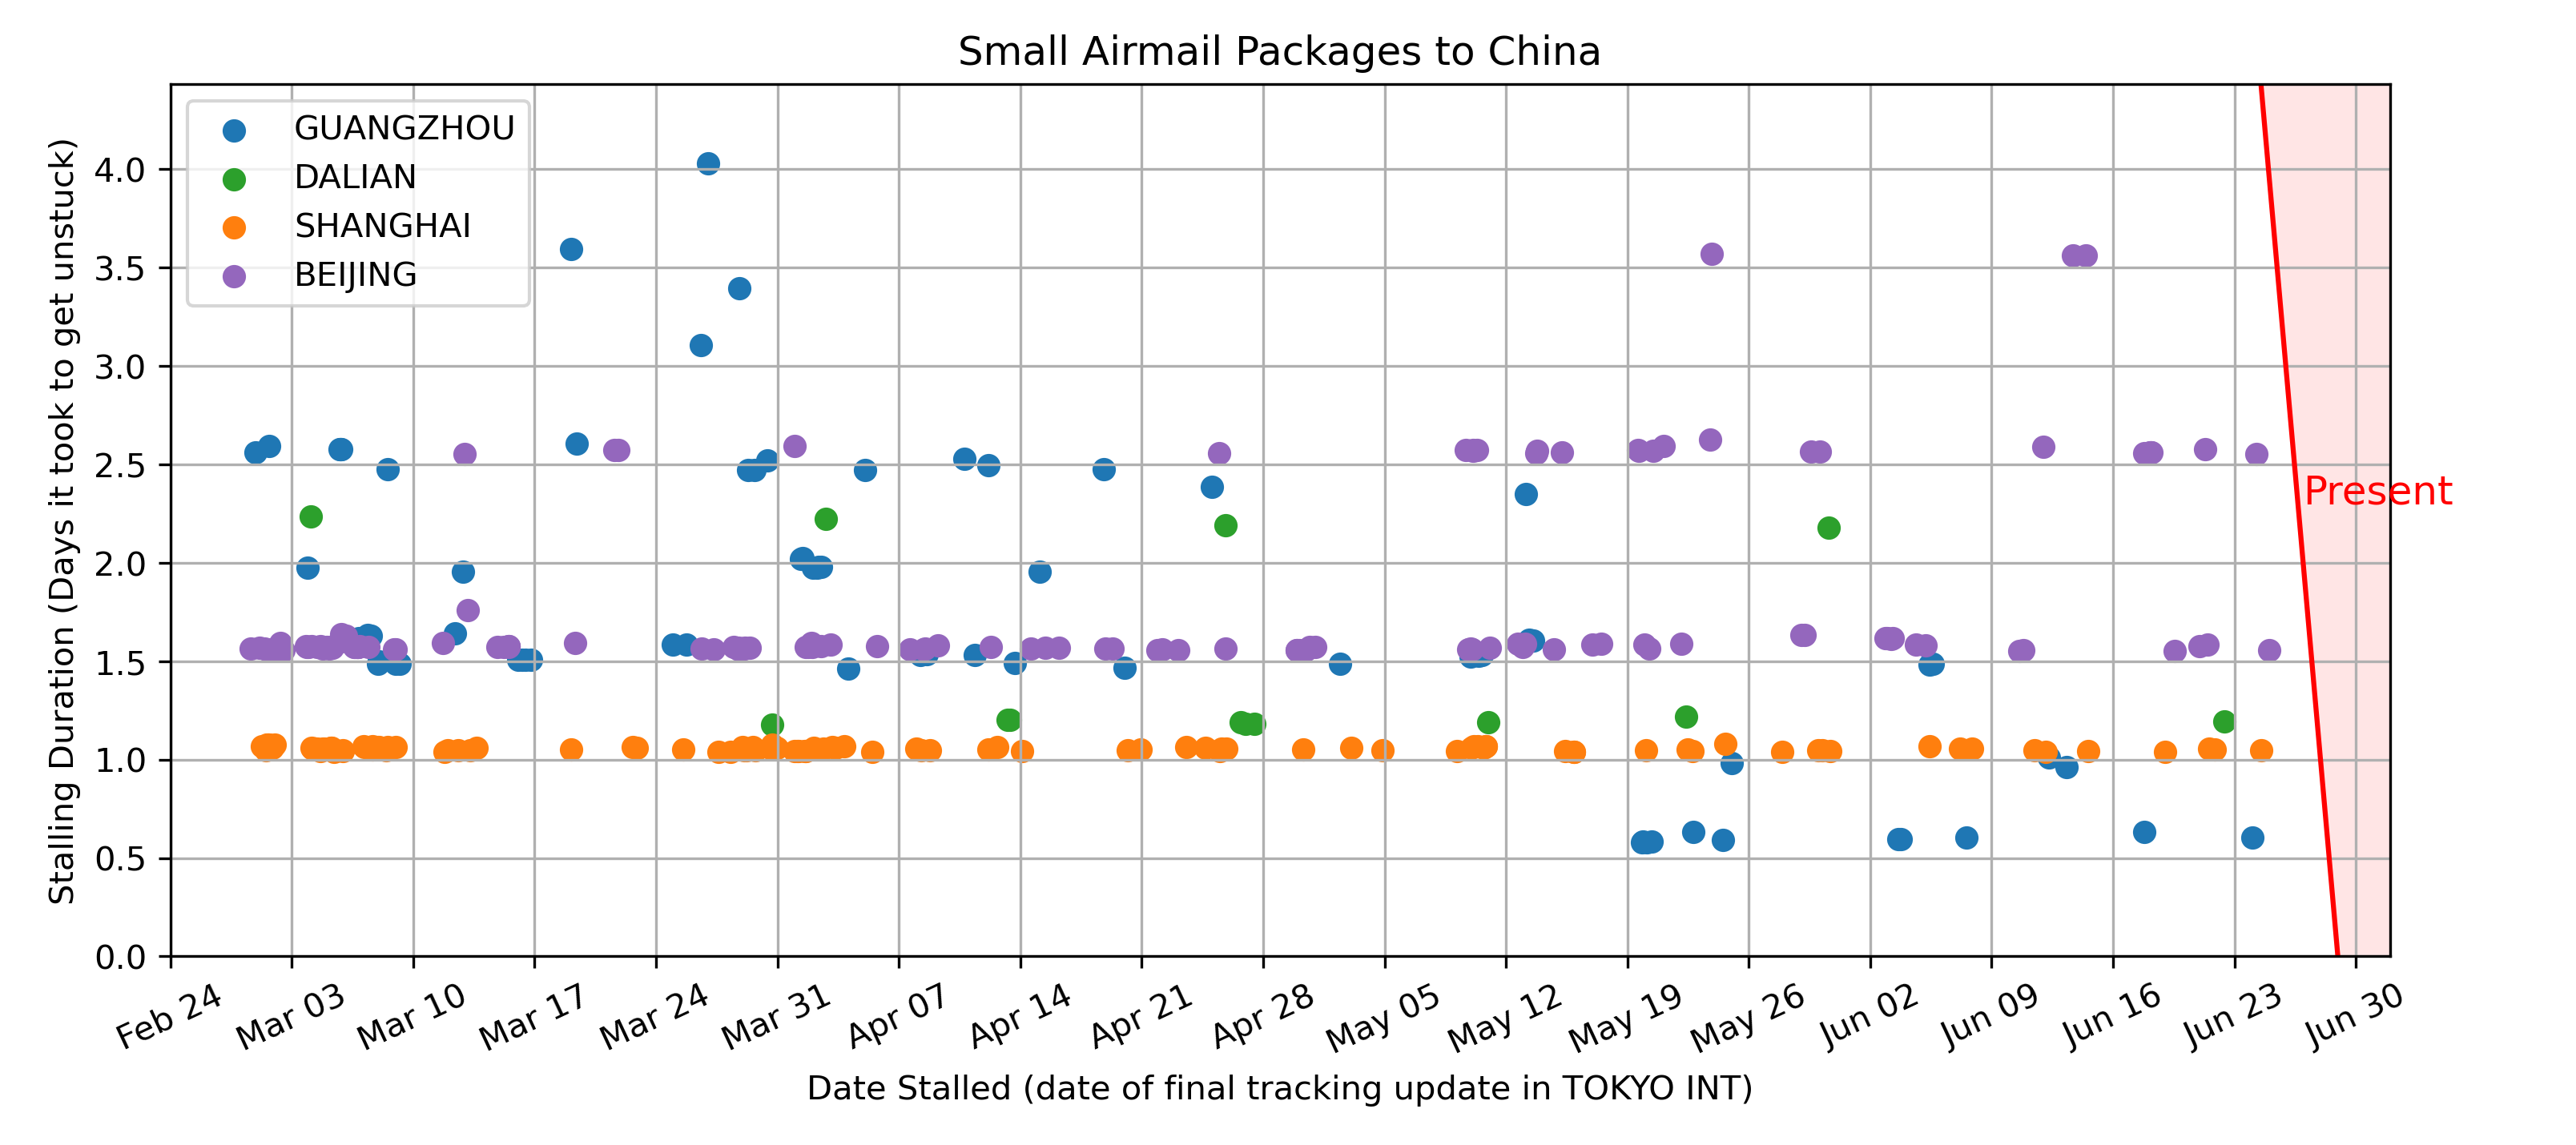 Small Airmail Packages to China
GUANGZHOU
DALIAN
SHANGHAI
BEIJING
Stalling Duration (Days it took to get unstuck)
4.0
3.5
3.0
2.5
2.0
1.5
1.0
0.5
0.0
Present
Feb 24
Mar 03
Mar 10
Mar 17
Mar 24
Mar 31
Apr 07
Apr 14
Apr 21
Apr 28
May 05
May 12
May 19
May 26
Jun 02
Jun 09
Jun 16
Jun 23
Jun 30
Date Stalled (date of final tracking update in TOKYO INT)